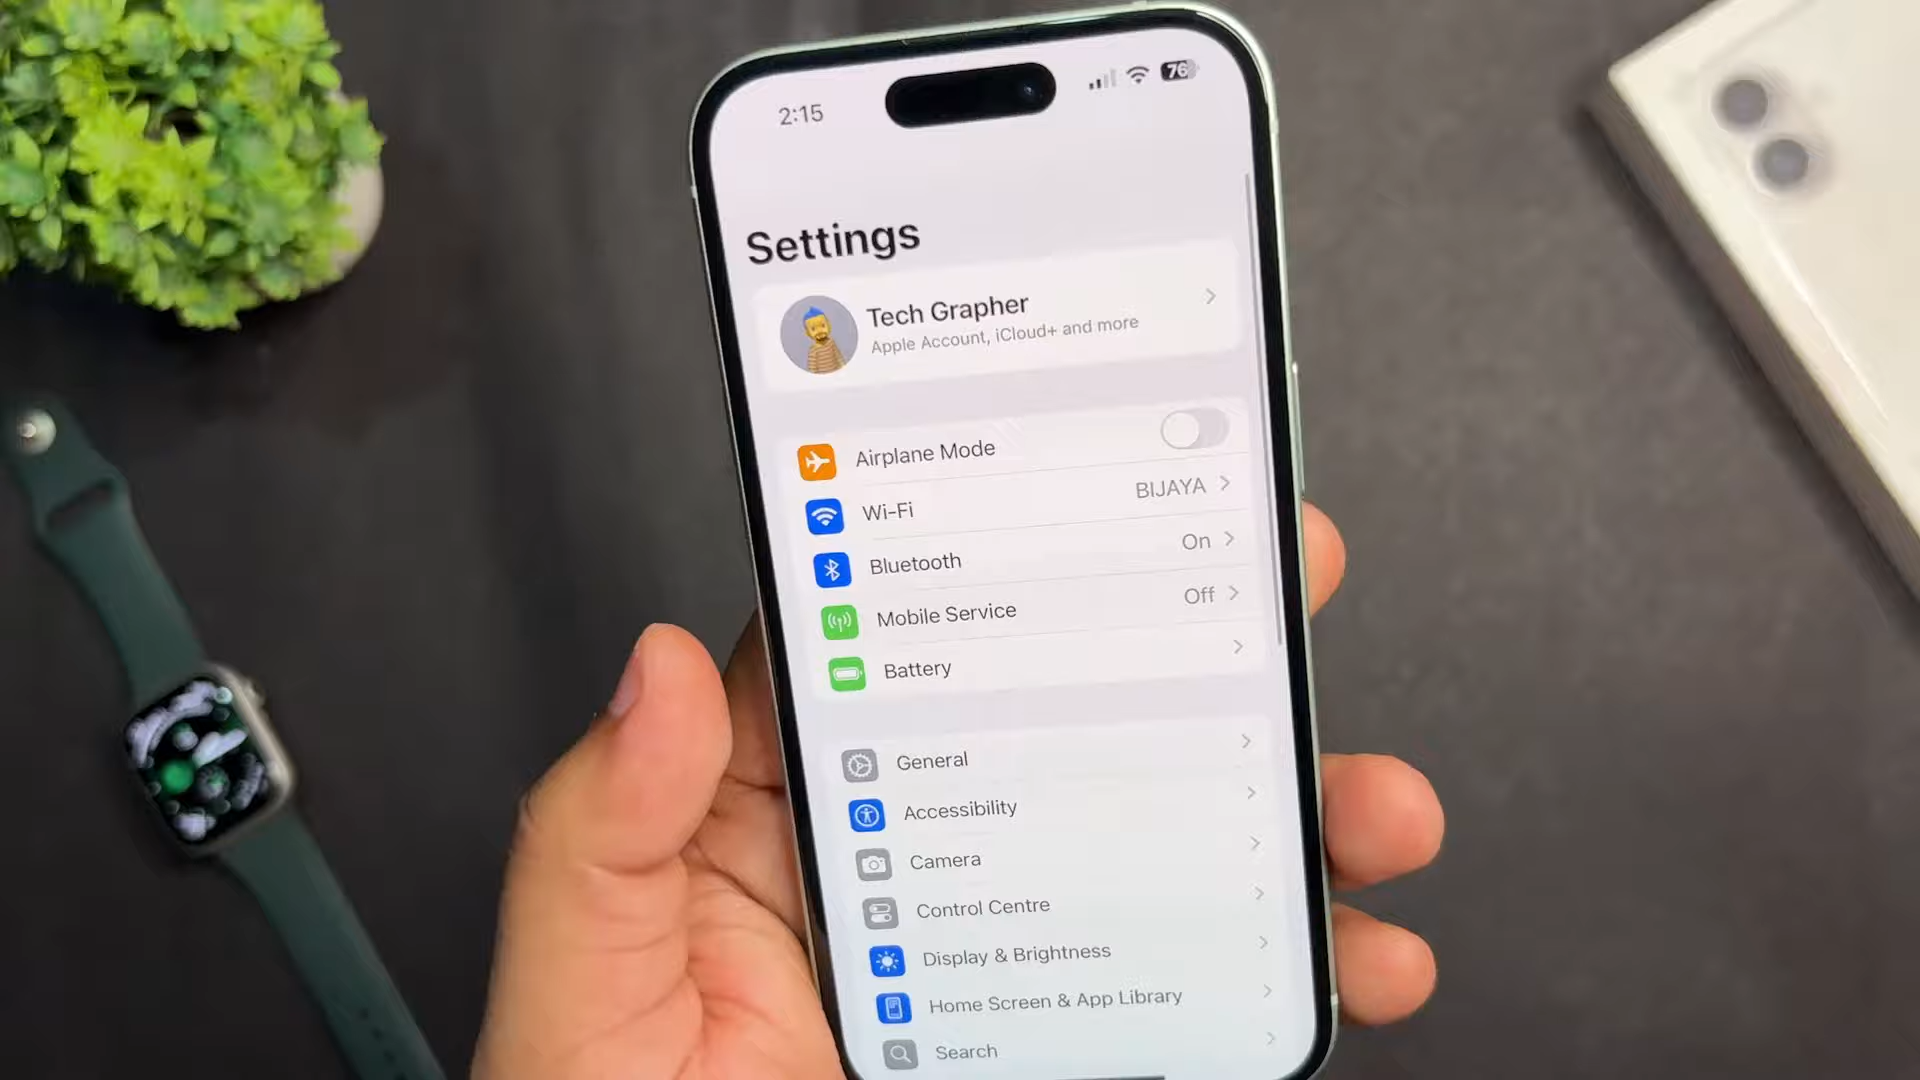 2:15
76
Settings
Tech Grapher
Apple Account, iCloud+ and more
Airplane Mode
Wi-Fi BIJAYA
Bluetooth On
Mobile Service Off
Battery
General
Accessibility
Camera
Control Centre
Display & Brightness
Home Screen & App Library
Search